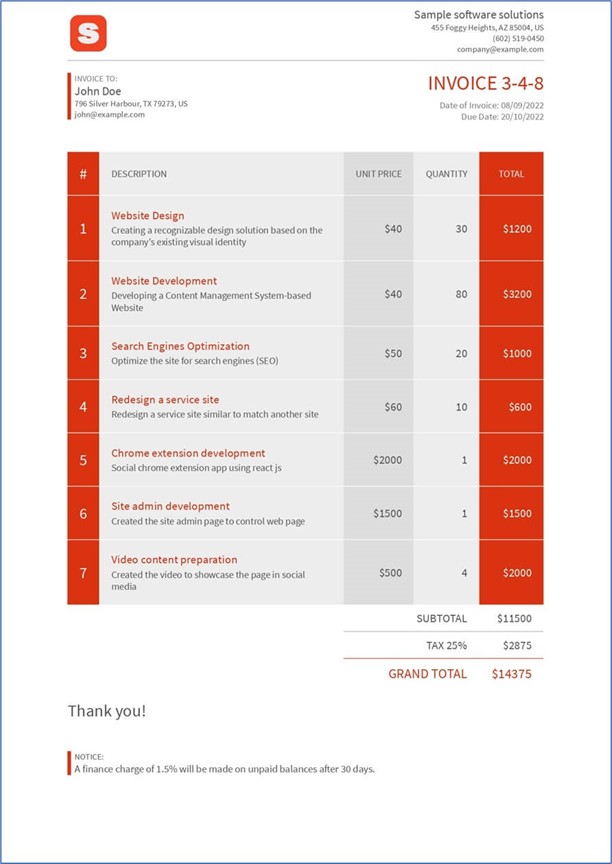 S
Sample software solutions
455 Foggy Heights, AZ 85004, US
(602) 519-0450
company@example.com
INVOICE TO:
John Doe
796 Silver Harbour, TX 79273, US
john@example.com
INVOICE 3-4-8
Date of Invoice: 08/09/2022
Due Date: 20/10/2022
# DESCRIPTION UNIT PRICE QUANTITY TOTAL
Website Design
1 Creating a recognizable design solution based on the $40 30 $1200
company's existing visual identity
Website Development
2 Developing a Content Management System-based $40 80 $3200
Website
Search Engines Optimization
3 Optimize the site for search engines (SEO) $50 20 $1000
Redesign a service site
4 Redesign a service site similar to match another site $60 10 $600
Chrome extension development
5 Social chrome extension app using react js $2000 1 $2000
Site admin development
6 Created the site admin page to control web page $1500 1 $1500
Video content preparation
7 Created the video to showcase the page in social $500 4 $2000
media
SUBTOTAL $11500
TAX 25% $2875
GRAND TOTAL $14375
Thank you!
NOTICE:
A finance charge of 1.5% will be made on unpaid balances after 30 days.